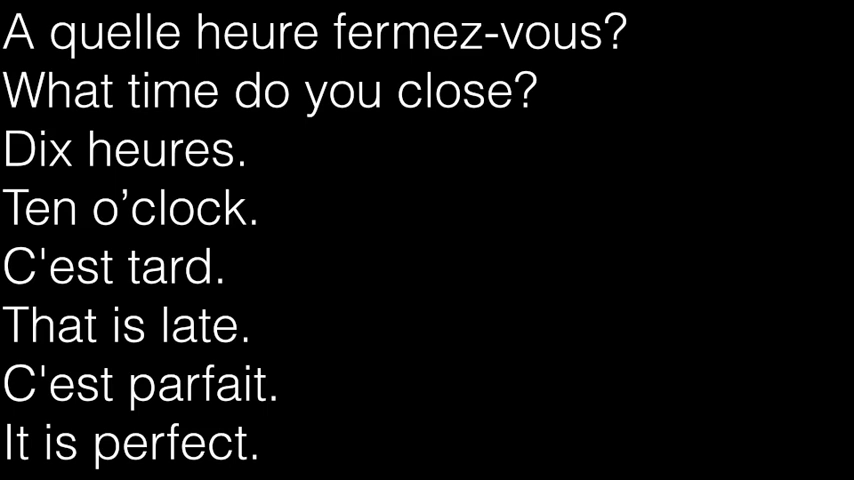 A quelle heure fermez-vous?
What time do you close?
Dix heures.
Ten o’clock.
C'est tard.
That is late.
C'est parfait.
It is perfect.